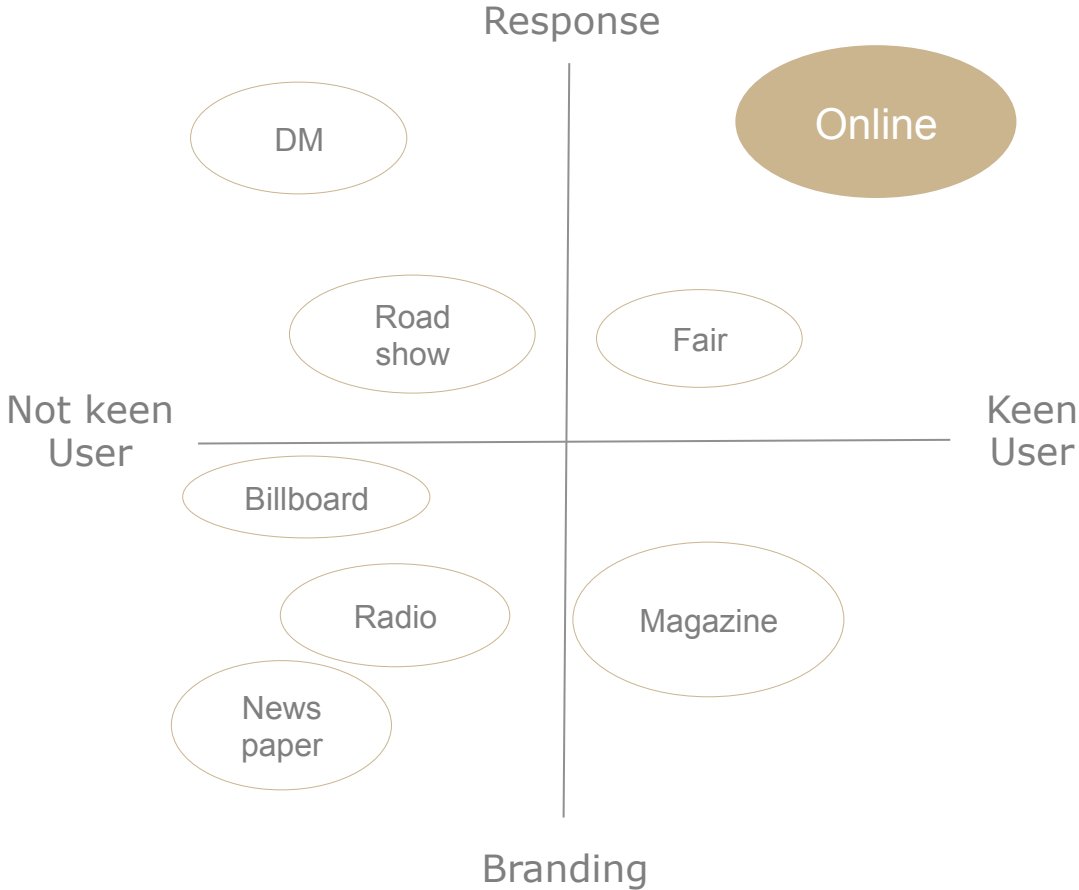 Response
DM
Online
Road
show
Fair
Not keen
User
Keen
User
Billboard
Radio
Magazine
News
paper
Branding